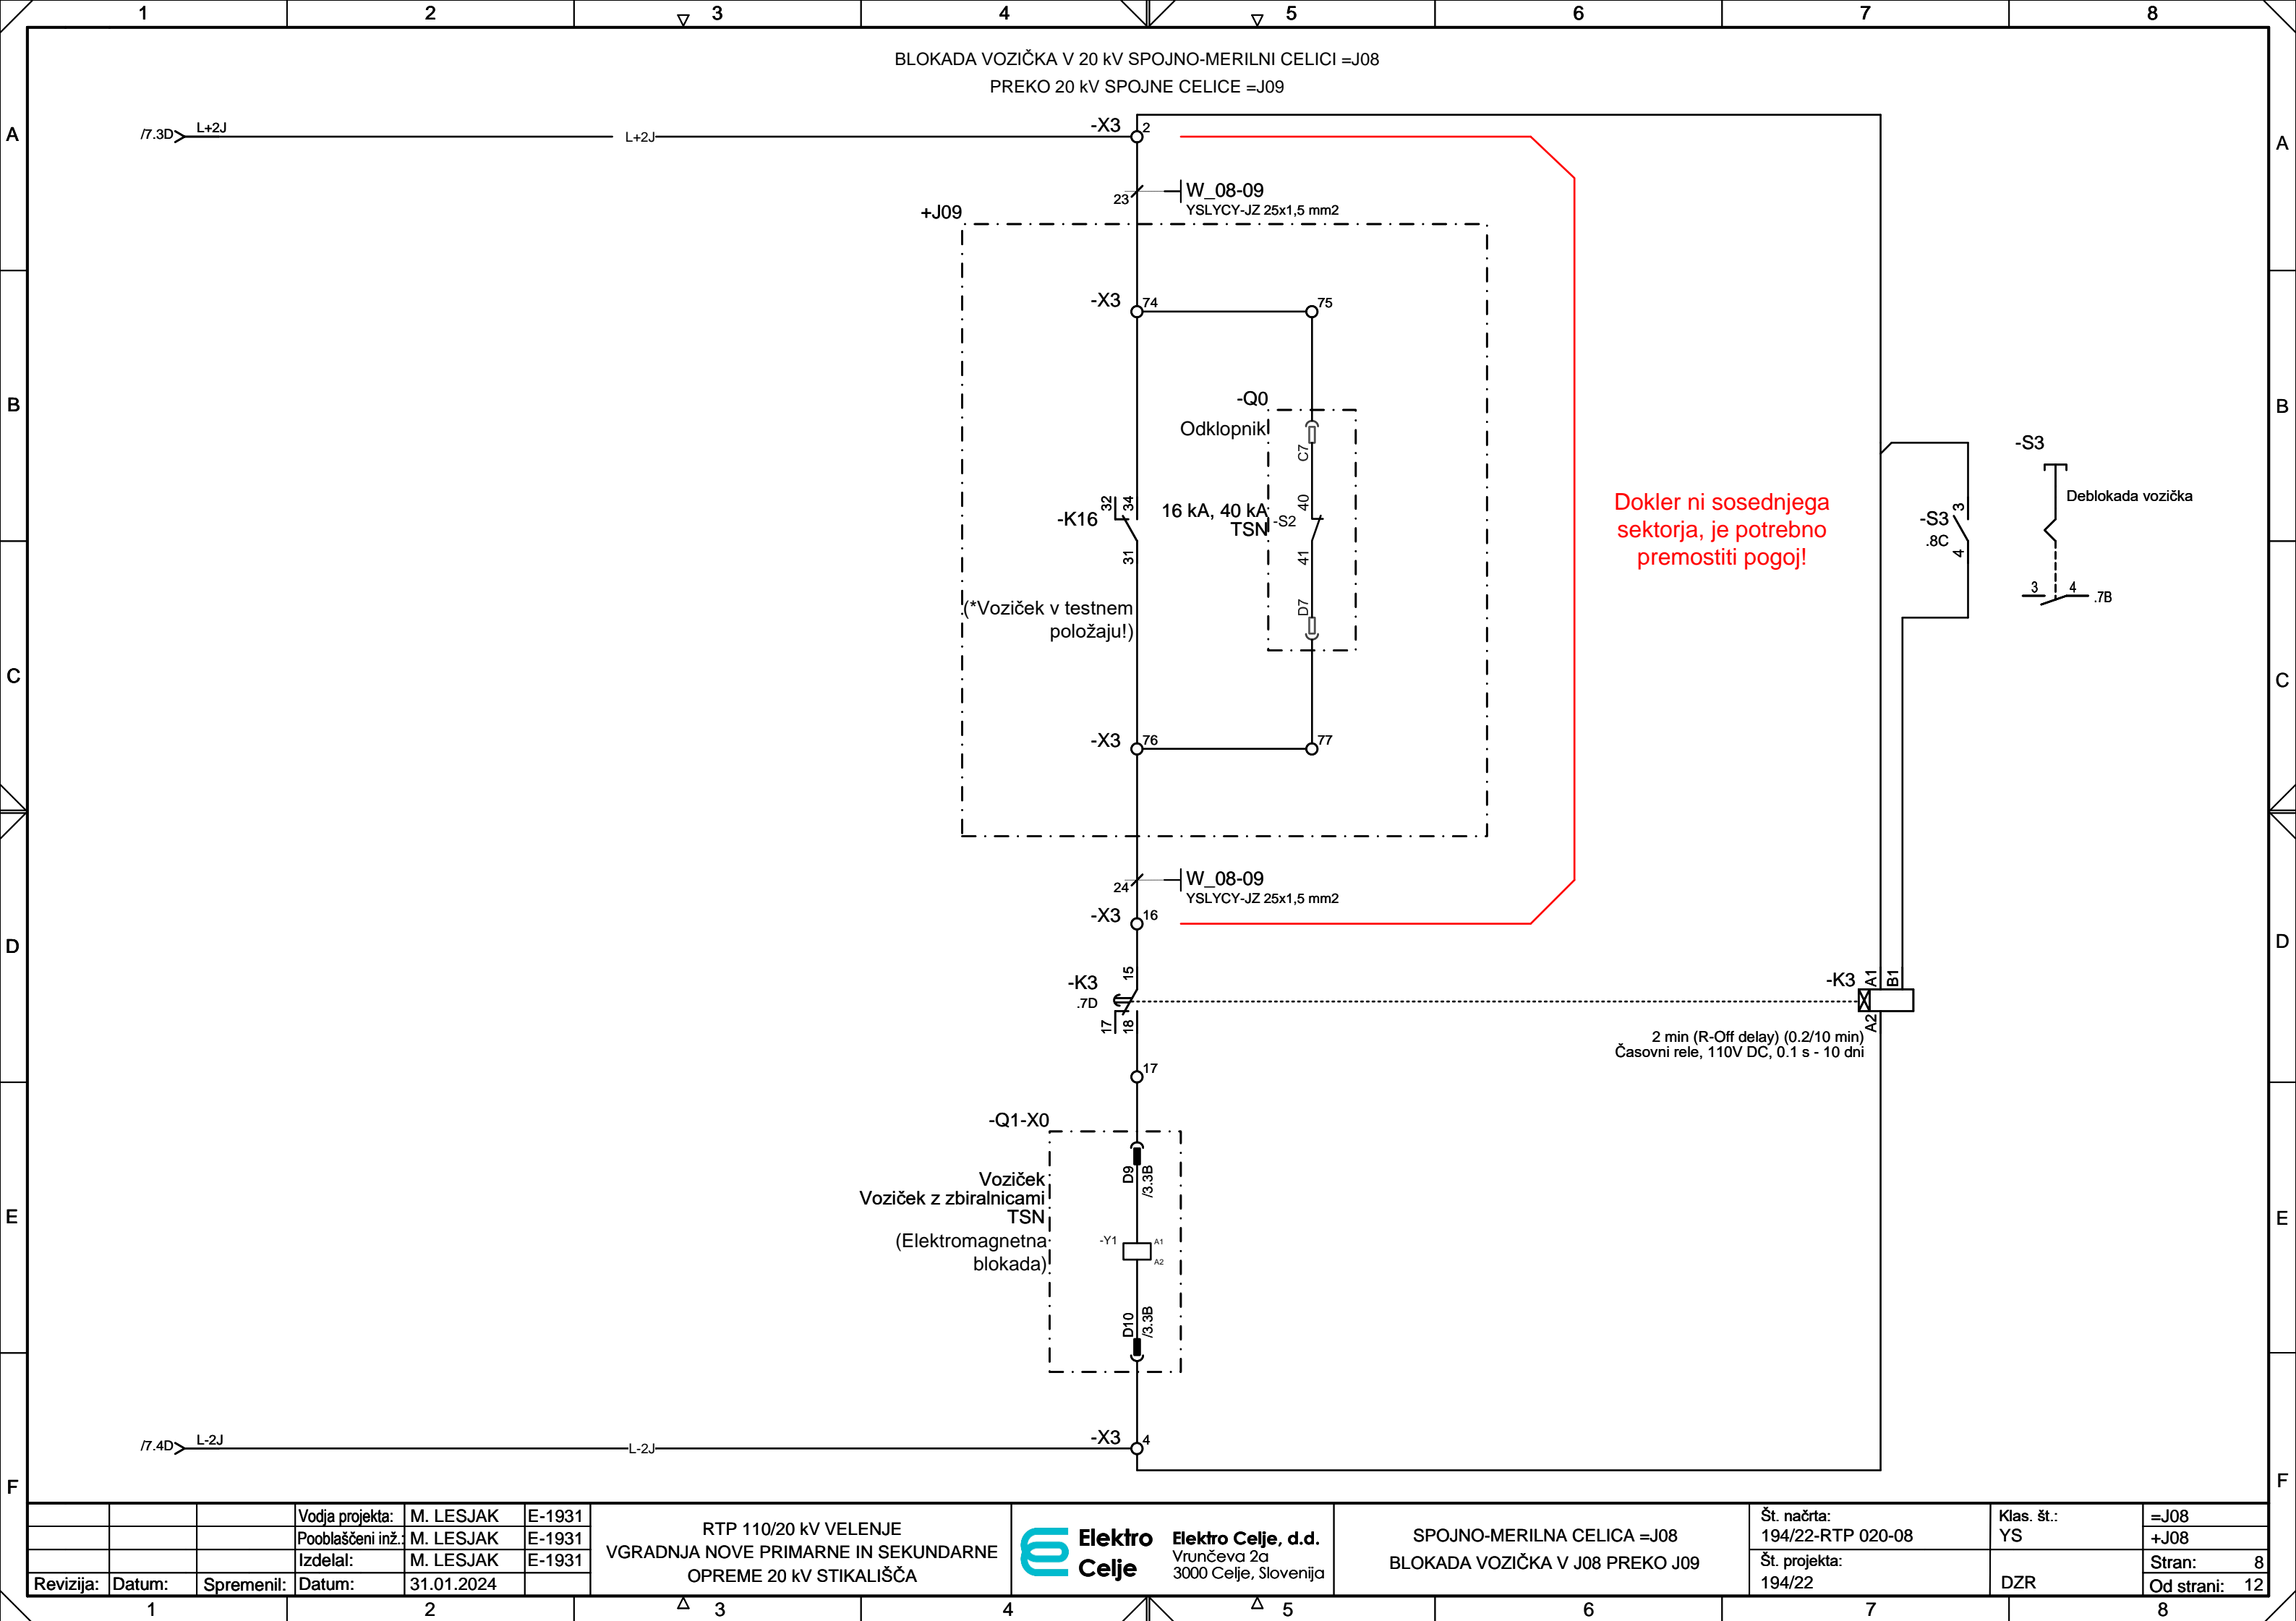 1 2 3 4 5 6 7 8
BLOKADA VOZIČKA V 20 kV SPOJNO-MERILNI CELICI =J08
PREKO 20 kV SPOJNE CELICE =J09
A
A
/7.3D
L+2J
L+2J
-X3
2
23
W_08-09
YSLYCY-JZ 25x1,5 mm2
+J09
-X3
74
75
B
B
-Q0
Odklopnik
C7
-K16
32
34
31
16 kA, 40 kA
TSN
-S2
40
41
D7
(*Voziček v testnem
položaju!)
Dokler ni sosednjega
sektorja, je potrebno
premostiti pogoj!
-S3
.8C
3
4
-S3
Deblokada vozička
3
4
.7B
C
C
-X3
76
77
24
W_08-09
YSLYCY-JZ 25x1,5 mm2
-X3
16
D
D
-K3
.7D
15
17
18
-K3
A1
B1
A2
2 min (R-Off delay) (0.2/10 min)
Časovni rele, 110V DC, 0.1 s - 10 dni
17
-Q1-X0
D9
/3.3B
Voziček
Voziček z zbiralnicami
TSN
(Elektromagnetna
blokada)
-Y1
A1
A2
D10
/3.3B
E
E
/7.4D
L-2J
L-2J
-X3
4
F
F
Vodja projekta: M. LESJAK E-1931
Pooblaščeni inž.: M. LESJAK E-1931
Izdelal: M. LESJAK E-1931
Revizija: Datum: Spremenil: Datum: 31.01.2024
RTP 110/20 kV VELENJE
VGRADNJA NOVE PRIMARNE IN SEKUNDARNE
OPREME 20 kV STIKALIŠČA
Elektro
Celje
Elektro Celje, d.d.
Vrunčeva 2a
3000 Celje, Slovenija
SPOJNO-MERILNA CELICA =J08
BLOKADA VOZIČKA V J08 PREKO J09
Št. načrta:
194/22-RTP 020-08
Št. projekta:
194/22
Klas. št.:
YS
DZR
=J08
+J08
Stran: 8
Od strani: 12
1 2 3 4 5 6 7 8